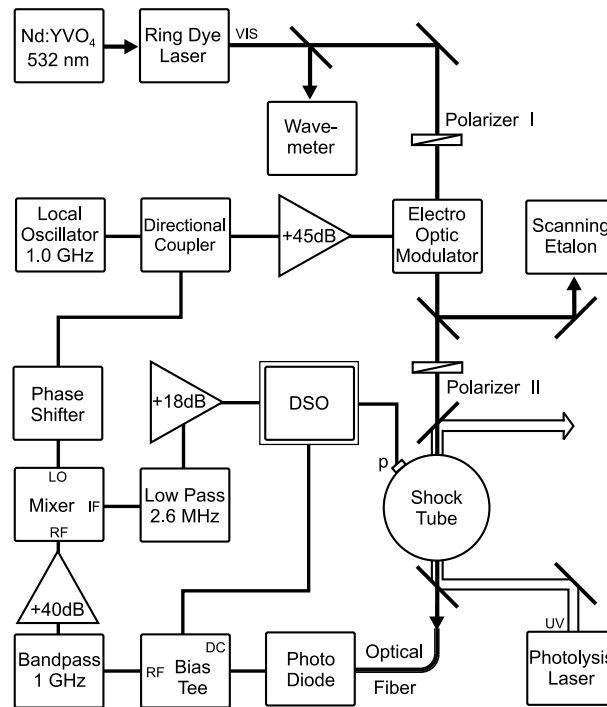 Nd:YVO4
532 nm
Ring Dye
Laser
VIS
Wave-
meter
Polarizer I
Local
Oscillator
1.0 GHz
Directional
Coupler
+45dB
Electro
Optic
Modulator
Scanning
Etalon
Phase
Shifter
+18dB
DSO
Polarizer II
p
Shock
Tube
LO
Mixer
IF
RF
Low Pass
2.6 MHz
+40dB
Bandpass
1 GHz
RF
DC
Bias
Tee
Photo
Diode
Optical
Fiber
UV
Photolysis
Laser